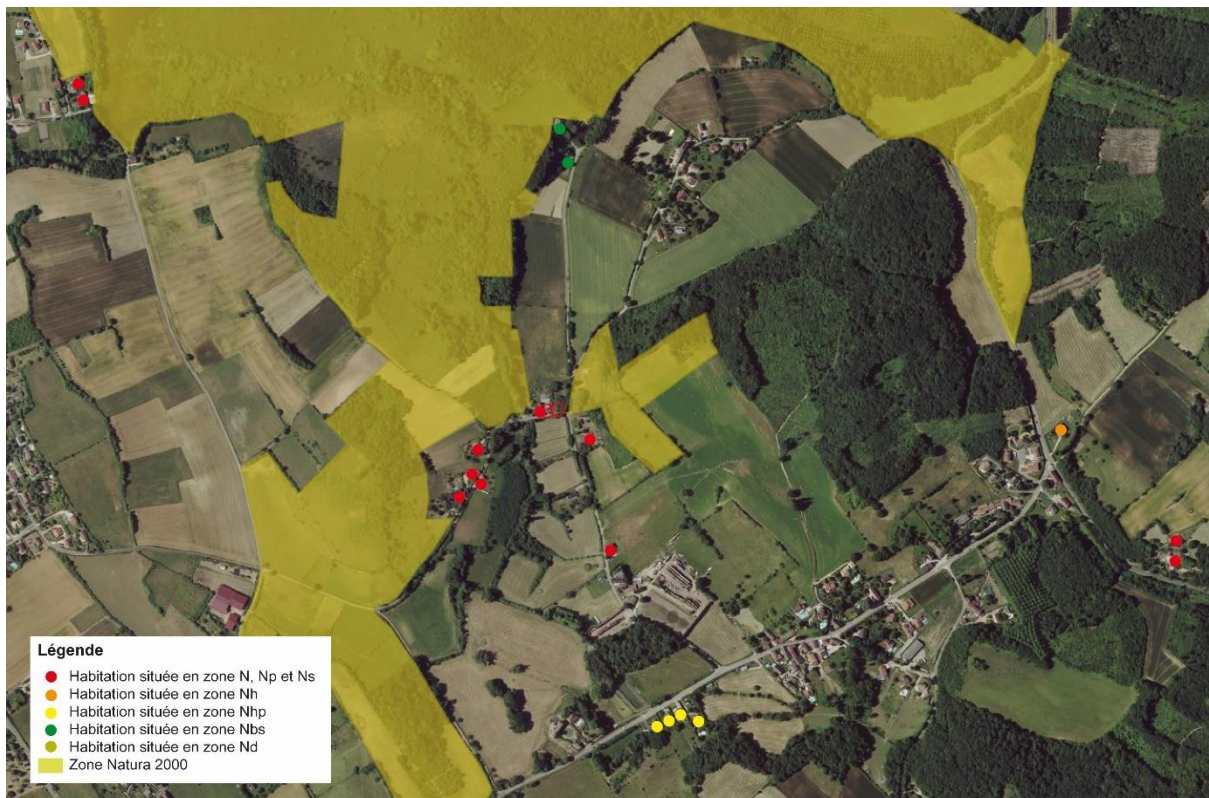 Légende
Habitation située en zone N, Np et Ns
Habitation située en zone Nh
Habitation située en zone Nhp
Habitation située en zone Nbs
Habitation située en zone Nd
Zone Natura 2000